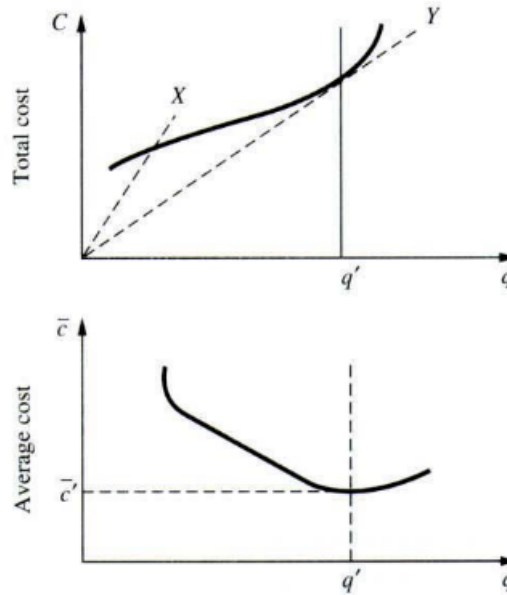 C
Y
X
Total cost
q′
q
c̄
Average cost
c̄′
q′
q